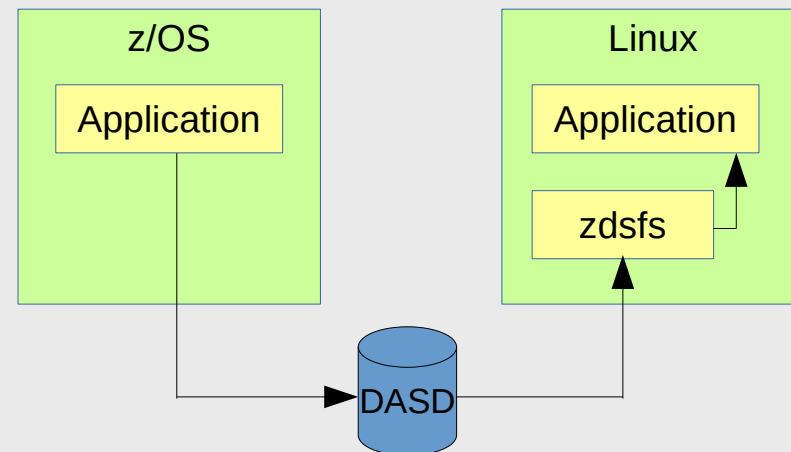 z/OS
Application
Linux
Application
zdsfs
DASD